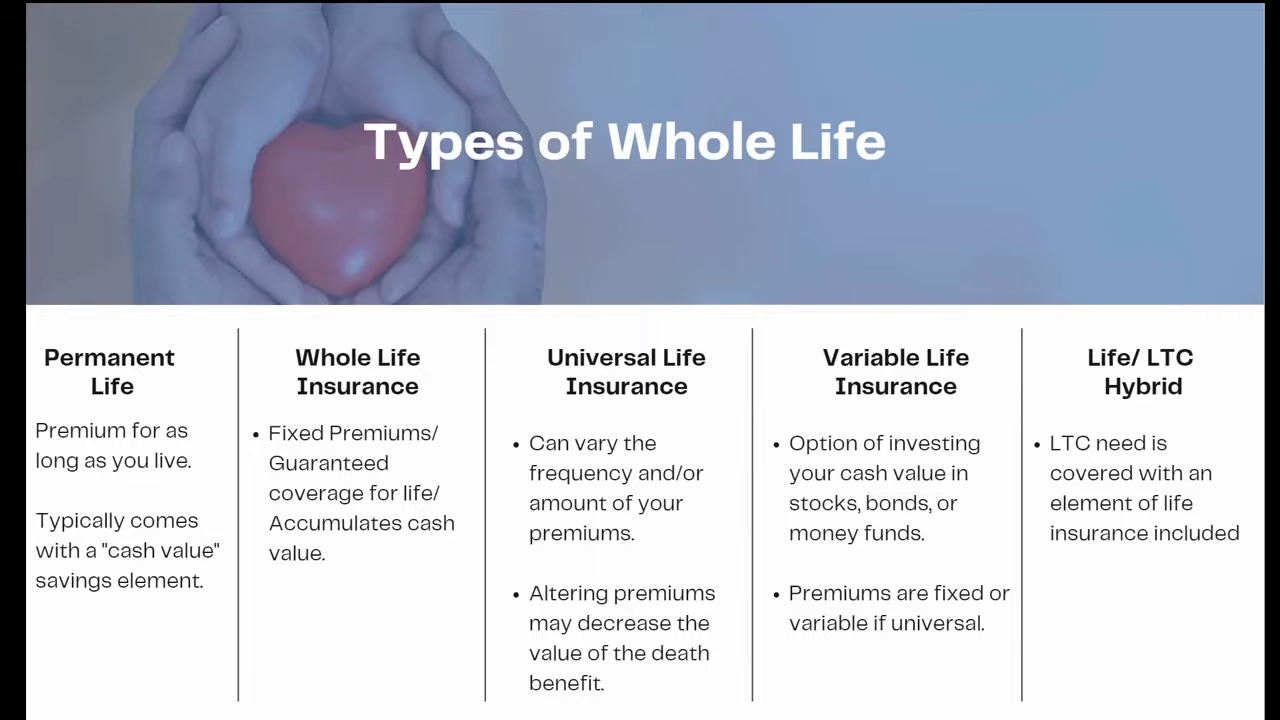 Types of Whole Life
Permanent
Life
Premium for as
long as you live.
Typically comes
with a "cash value"
savings element.
Whole Life
Insurance
• Fixed Premiums/
Guaranteed
coverage for life/
Accumulates cash
value.
Universal Life
Insurance
• Can vary the
frequency and/or
amount of your
premiums.
• Altering premiums
may decrease the
value of the death
benefit.
Variable Life
Insurance
• Option of investing
your cash value in
stocks, bonds, or
money funds.
• Premiums are fixed or
variable if universal.
Life/ LTC
Hybrid
• LTC need is
covered with an
element of life
insurance included